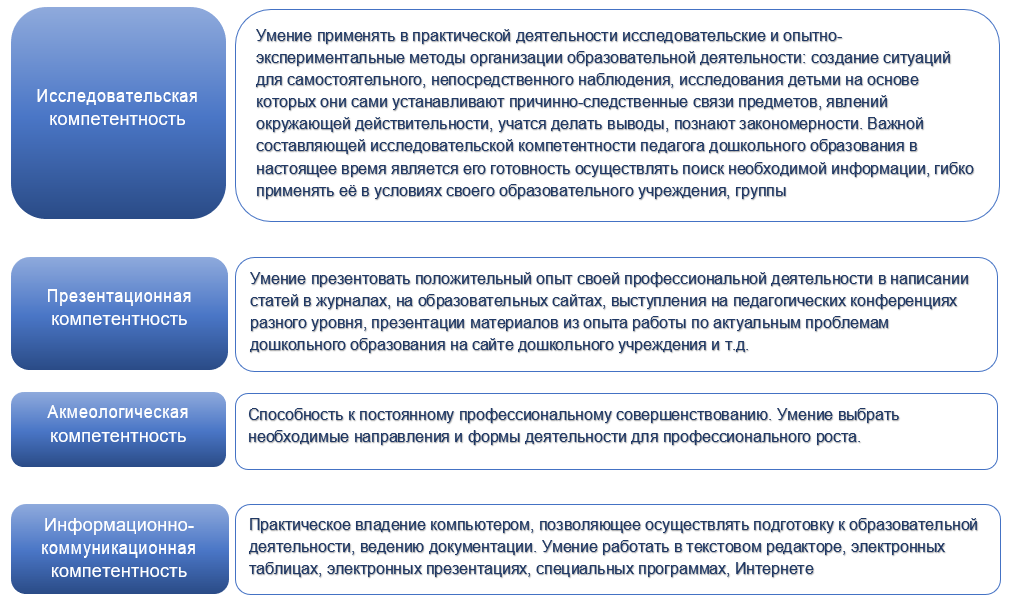 Исследовательская
компетентность
Умение применять в практической деятельности исследовательские и опытно-
экспериментальные методы организации образовательной деятельности: создание ситуаций
для самостоятельного, непосредственного наблюдения, исследования детьми на основе
которых они сами устанавливают причинно-следственные связи предметов, явлений
окружающей действительности, учатся делать выводы, познают закономерности. Важной
составляющей исследовательской компетентности педагога дошкольного образования в
настоящее время является его готовность осуществлять поиск необходимой информации, гибко
применять её в условиях своего образовательного учреждения, группы
Презентационная
компетентность
Умение презентовать положительный опыт своей профессиональной деятельности в написании
статей в журналах, на образовательных сайтах, выступления на педагогических конференциях
разного уровня, презентации материалов из опыта работы по актуальным проблемам
дошкольного образования на сайте дошкольного учреждения и т.д.
Акмеологическая
компетентность
Способность к постоянному профессиональному совершенствованию. Умение выбрать
необходимые направления и формы деятельности для профессионального роста.
Информационно-
коммуникационная
компетентность
Практическое владение компьютером, позволяющее осуществлять подготовку к образовательной
деятельности, ведению документации. Умение работать в текстовом редакторе, электронных
таблицах, электронных презентациях, специальных программах, Интернете